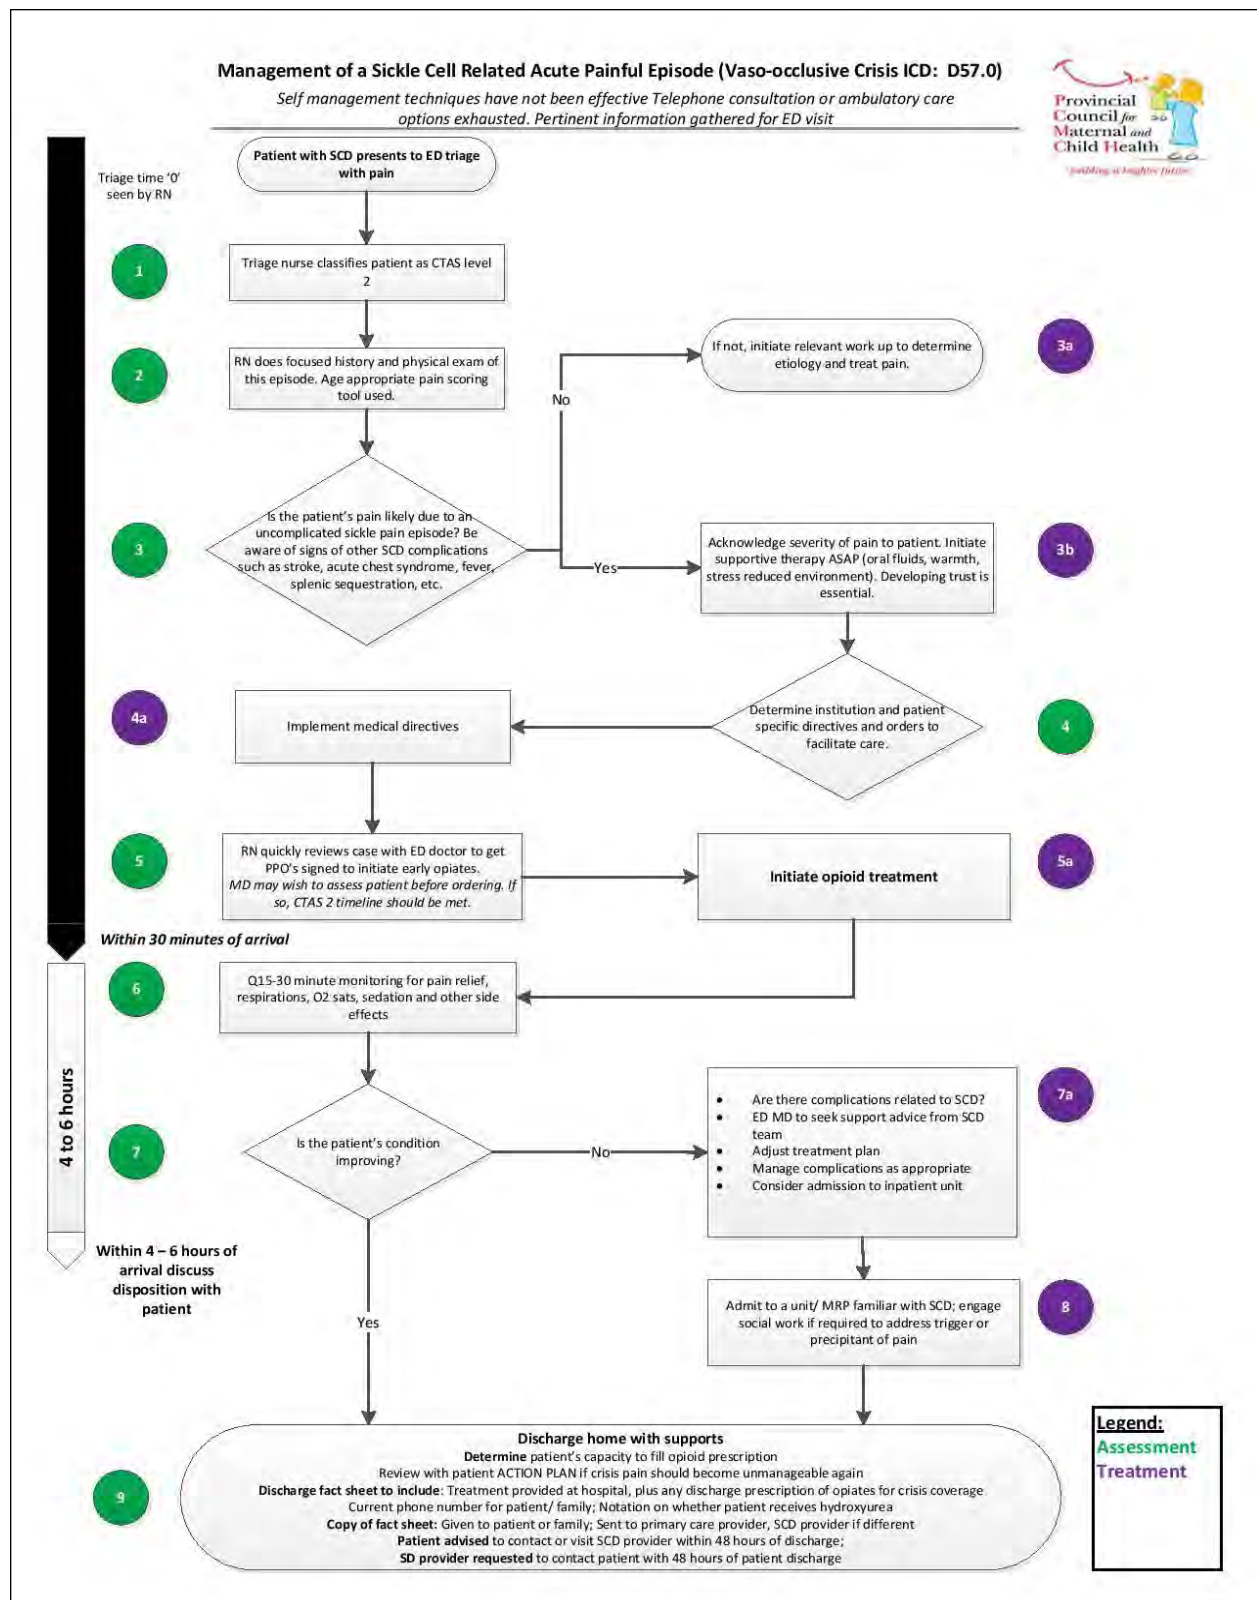 Management of a Sickle Cell Related Acute Painful Episode (Vaso-occlusive Crisis ICD: D57.0)
Self management techniques have not been effective Telephone consultation or ambulatory care
options exhausted. Pertinent information gathered for ED visit
Provincial
Council for
Maternal and
Child Health
building a brighter future
Patient with SCD presents to ED triage
with pain
Triage time '0'
seen by RN
1
Triage nurse classifies patient as CTAS level
2
2
RN does focused history and physical exam of
this episode. Age appropriate pain scoring
tool used.
If not, initiate relevant work up to determine
etiology and treat pain.
3a
No
3
Is the patient's pain likely due to an
uncomplicated sickle pain episode? Be
aware of signs of other SCD complications
such as stroke, acute chest syndrome, fever,
splenic sequestration, etc.
Yes
Acknowledge severity of pain to patient. Initiate
supportive therapy ASAP (oral fluids, warmth,
stress reduced environment). Developing trust is
essential.
3b
4a
Implement medical directives
Determine institution and patient
specific directives and orders to
facilitate care.
4
5
RN quickly reviews case with ED doctor to get
PPO's signed to initiate early opiates.
MD may wish to assess patient before ordering. If
so, CTAS 2 timeline should be met.
Initiate opioid treatment
5a
Within 30 minutes of arrival
6
Q15-30 minute monitoring for pain relief,
respirations, O2 sats, sedation and other side
effects
4 to 6 hours
7
Is the patient's condition
improving?
No
• Are there complications related to SCD?
• ED MD to seek support advice from SCD
team
• Adjust treatment plan
• Manage complications as appropriate
• Consider admission to inpatient unit
7a
Within 4 – 6 hours of
arrival discuss
disposition with
patient
Yes
Admit to a unit/ MRP familiar with SCD; engage
social work if required to address trigger or
precipitant of pain
8
9
Discharge home with supports
Determine patient's capacity to fill opioid prescription
Review with patient ACTION PLAN if crisis pain should become unmanageable again
Discharge fact sheet to include: Treatment provided at hospital, plus any discharge prescription of opiates for crisis coverage
Current phone number for patient/ family; Notation on whether patient receives hydroxyurea
Copy of fact sheet: Given to patient or family; Sent to primary care provider, SCD provider if different
Patient advised to contact or visit SCD provider within 48 hours of discharge;
SD provider requested to contact patient with 48 hours of patient discharge
Legend:
Assessment
Treatment